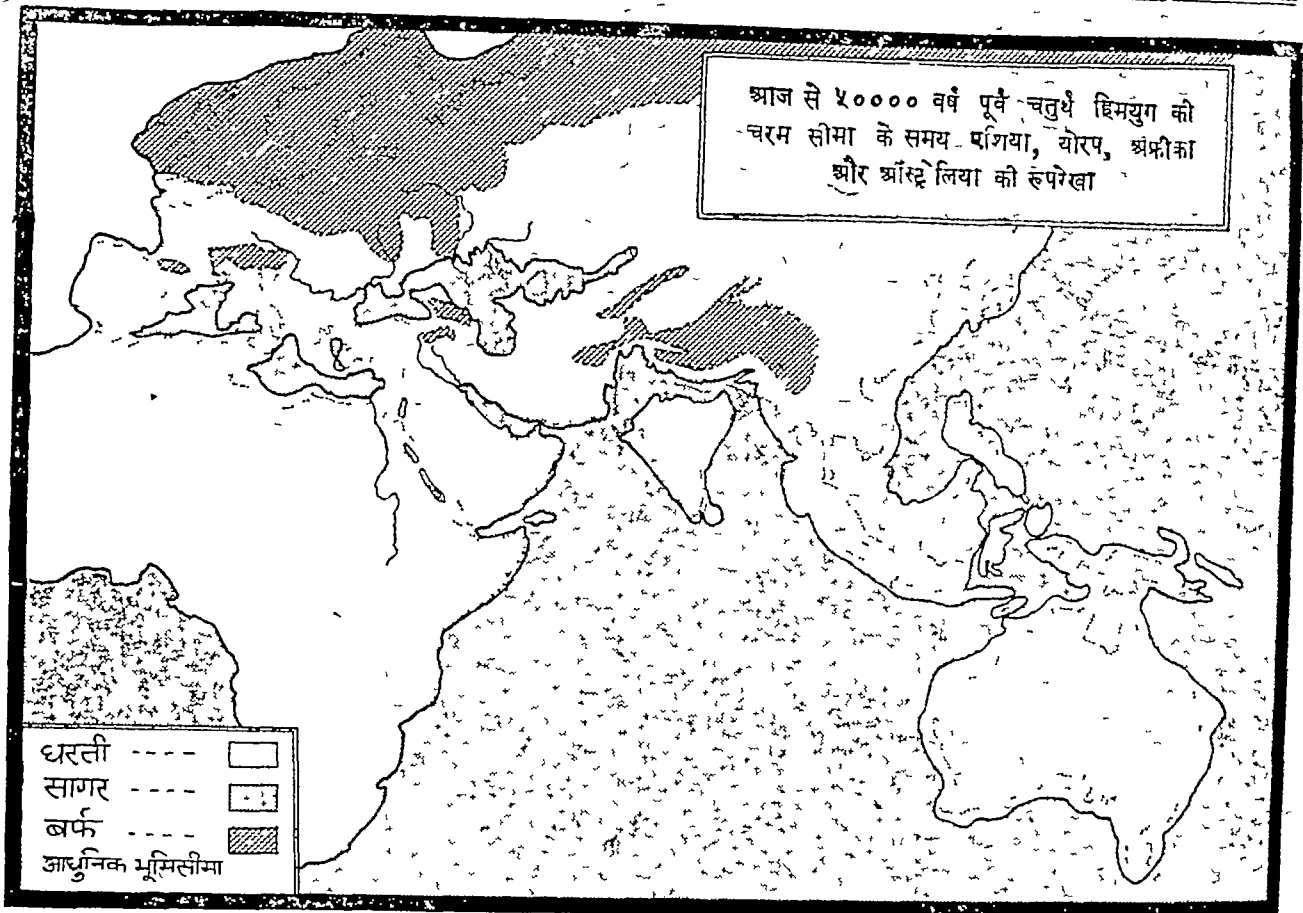 आज से ५०००० वर्ष पूर्व चतुर्थ हिमयुग की
चरम सीमा के समय एशिया, योरप, अफ्रीका
और ऑस्ट्रेलिया की रुपरेखा
धरती ----
सागर ----
बर्फ ----
आधुनिक भूमिसीमा